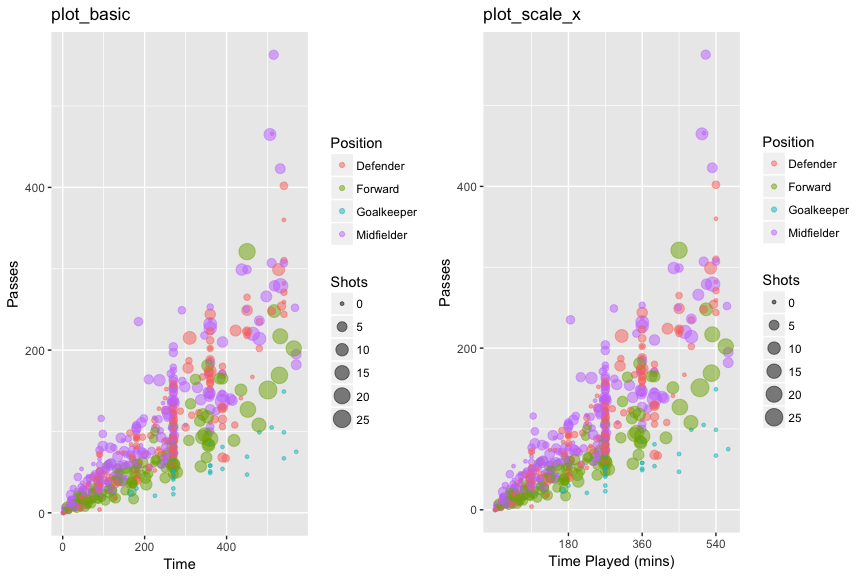 plot_basic
Passes
400
200
0
0 200 400
Time
Position
Defender
Forward
Goalkeeper
Midfielder
Shots
0
5
10
15
20
25
plot_scale_x
Passes
400
200
0
180 360 540
Time Played (mins)
Position
Defender
Forward
Goalkeeper
Midfielder
Shots
0
5
10
15
20
25